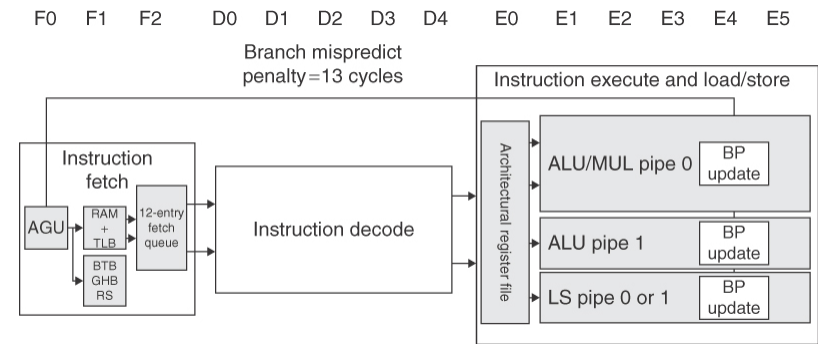 F0 F1 F2 D0 D1 D2 D3 D4 E0 E1 E2 E3 E4 E5
Branch mispredict
penalty=13 cycles
Instruction execute and load/store
Instruction
fetch
AGU
RAM
+
TLB
BTB
GHB
RS
12-entry
fetch
queue
Instruction decode
Architectural register file
ALU/MUL pipe 0
BP
update
ALU pipe 1
BP
update
LS pipe 0 or 1
BP
update